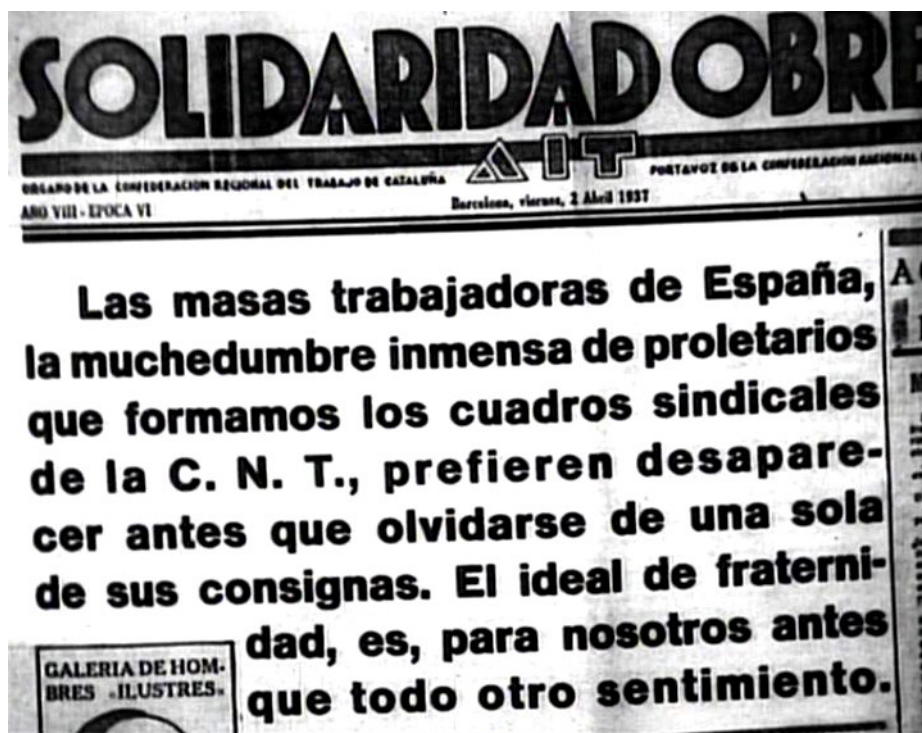 SOLIDARIDAD OBRE
AIT
ORGANO DE LA CONFEDERACIÓN REGIONAL DEL TRABAJO DE CATALUÑA
PORTAVOZ DE LA CONFEDERACIÓN NACIONAL
AÑO VIII - EPOCA VI
Barcelona, viernes, 2 Abril 1937
Las masas trabajadoras de España,
la muchedumbre inmensa de proletarios
que formamos los cuadros sindicales
de la C. N. T., prefieren desapare-
cer antes que olvidarse de una sola
de sus consignas. El ideal de fraterni-
dad, es, para nosotros antes
que todo otro sentimiento.
GALERIA DE HOM-
BRES «ILUSTRES»